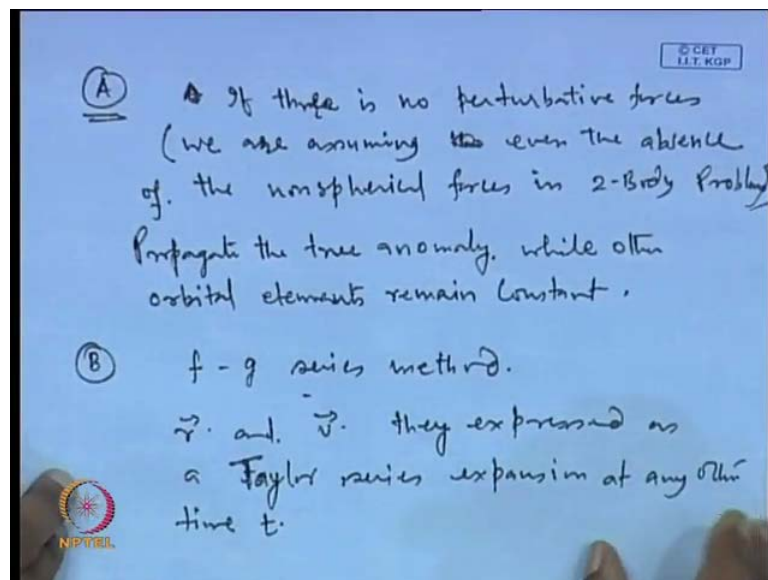 © CET
I.I.T. KGP
A If there is no perturbative forces
(we are assuming even the absence
of. the nonspherical forces in 2-Body Problem)
Propagate the true anomaly. while other
orbital elements remain constant.
B f - g series method.
r⃗. and. v⃗. they expressed as
a Taylor series expansion at any other
time t.
NPTEL